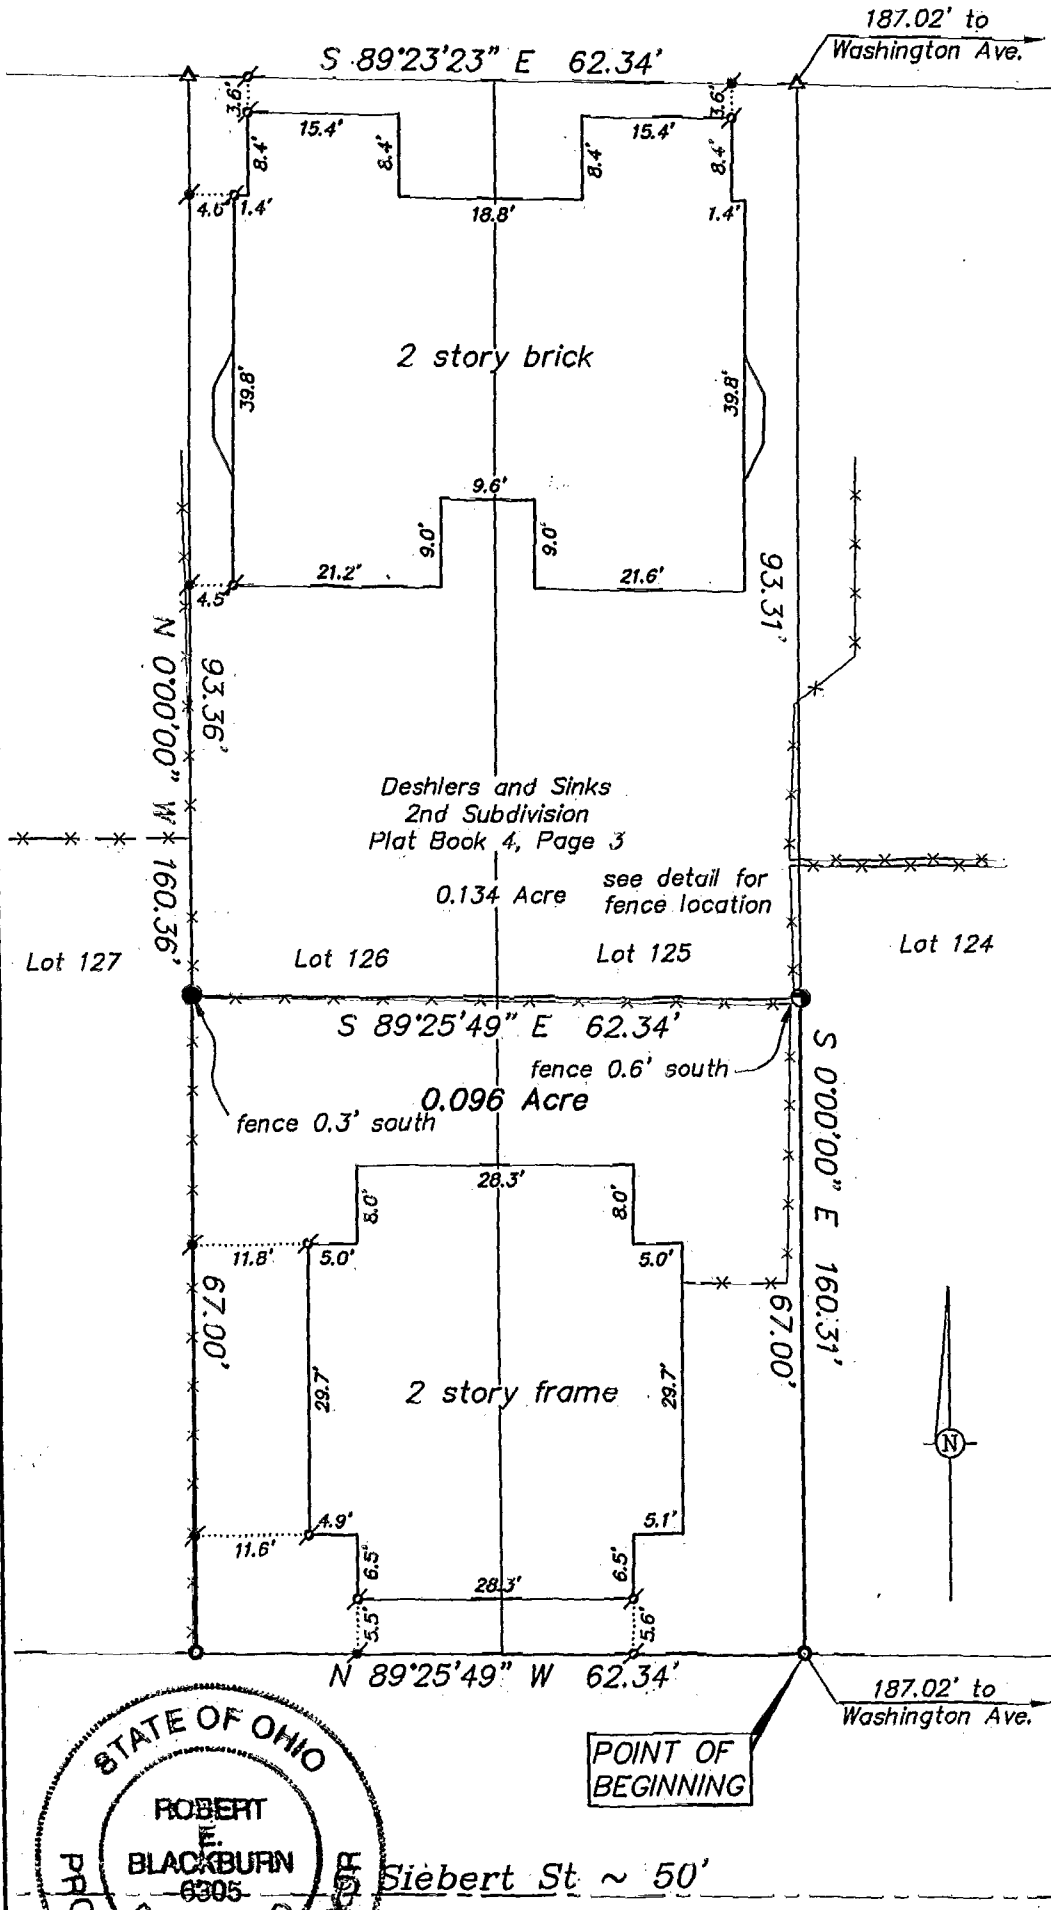 187.02' to
Washington Ave.
S 89°23'23" E 62.34'
3.6'
3.6'
15.4'
15.4'
8.4'
8.4'
8.4'
8.4'
4.6'
1.4'
18.8'
1.4'
2 story brick
39.8'
39.8'
9.6'
9.0'
9.0'
21.2'
21.6'
4.5'
93.31'
N 0°00'00" W 160.36'
93.36'
Deshlers and Sinks
2nd Subdivision
Plat Book 4, Page 3
0.134 Acre
see detail for
fence location
Lot 127
Lot 126
Lot 125
Lot 124
S 89°25'49" E 62.34'
fence 0.6' south
0.096 Acre
fence 0.3' south
S 0°00'00" E 160.31'
28.3'
8.0'
8.0'
11.8'
5.0'
5.0'
67.00'
67.00'
29.7'
2 story frame
29.7'
N
4.9'
5.1'
11.6'
6.5'
6.5'
28.3'
5.5'
5.6'
N 89°25'49" W 62.34'
187.02' to
Washington Ave.
POINT OF
BEGINNING
STATE OF OHIO
ROBERT
E.
BLACKBURN
6305
Siebert St ~ 50'